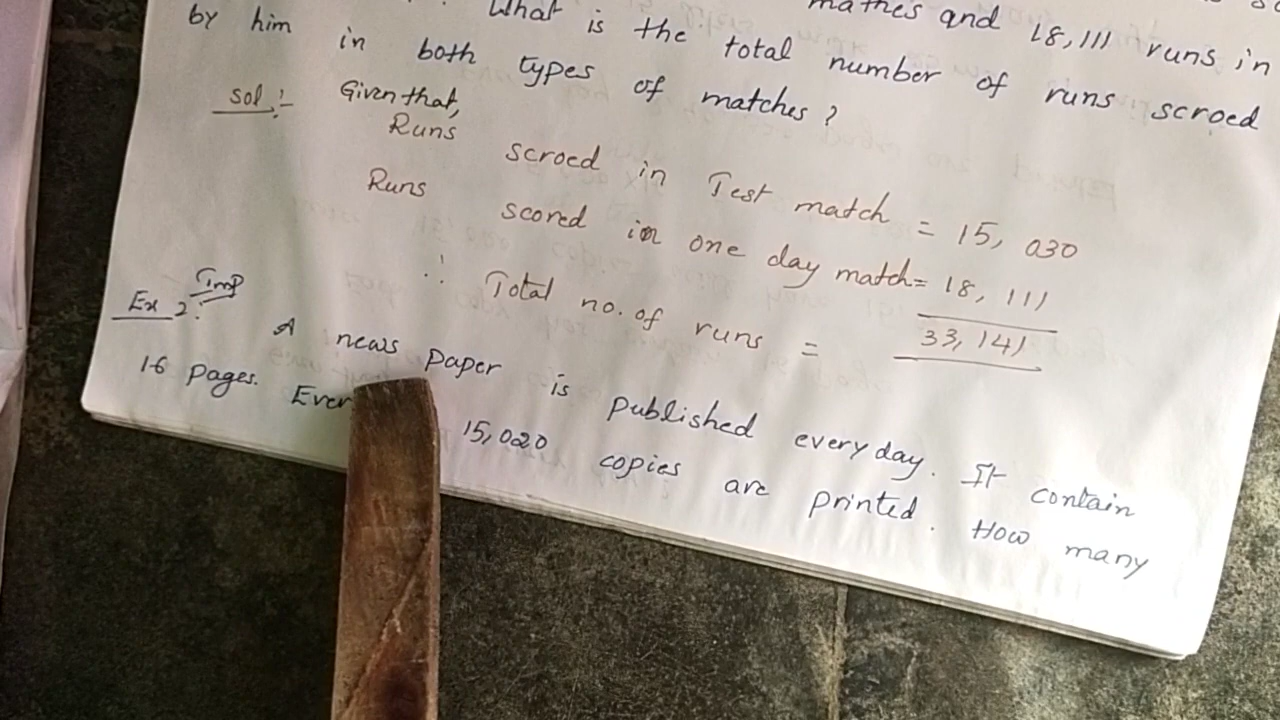 mathes and 18,111 runs in
by him What is the total number of runs scroed
in both types of matches?
sol:- Given that,
Runs scroed in Test match = 15,030
Runs scored in one day match= 18,111
∴ Total no. of runs = 33,141
Ex 2: Imp A news paper is published every day. It contain
16 pages. 15,020 copies are printed. How many